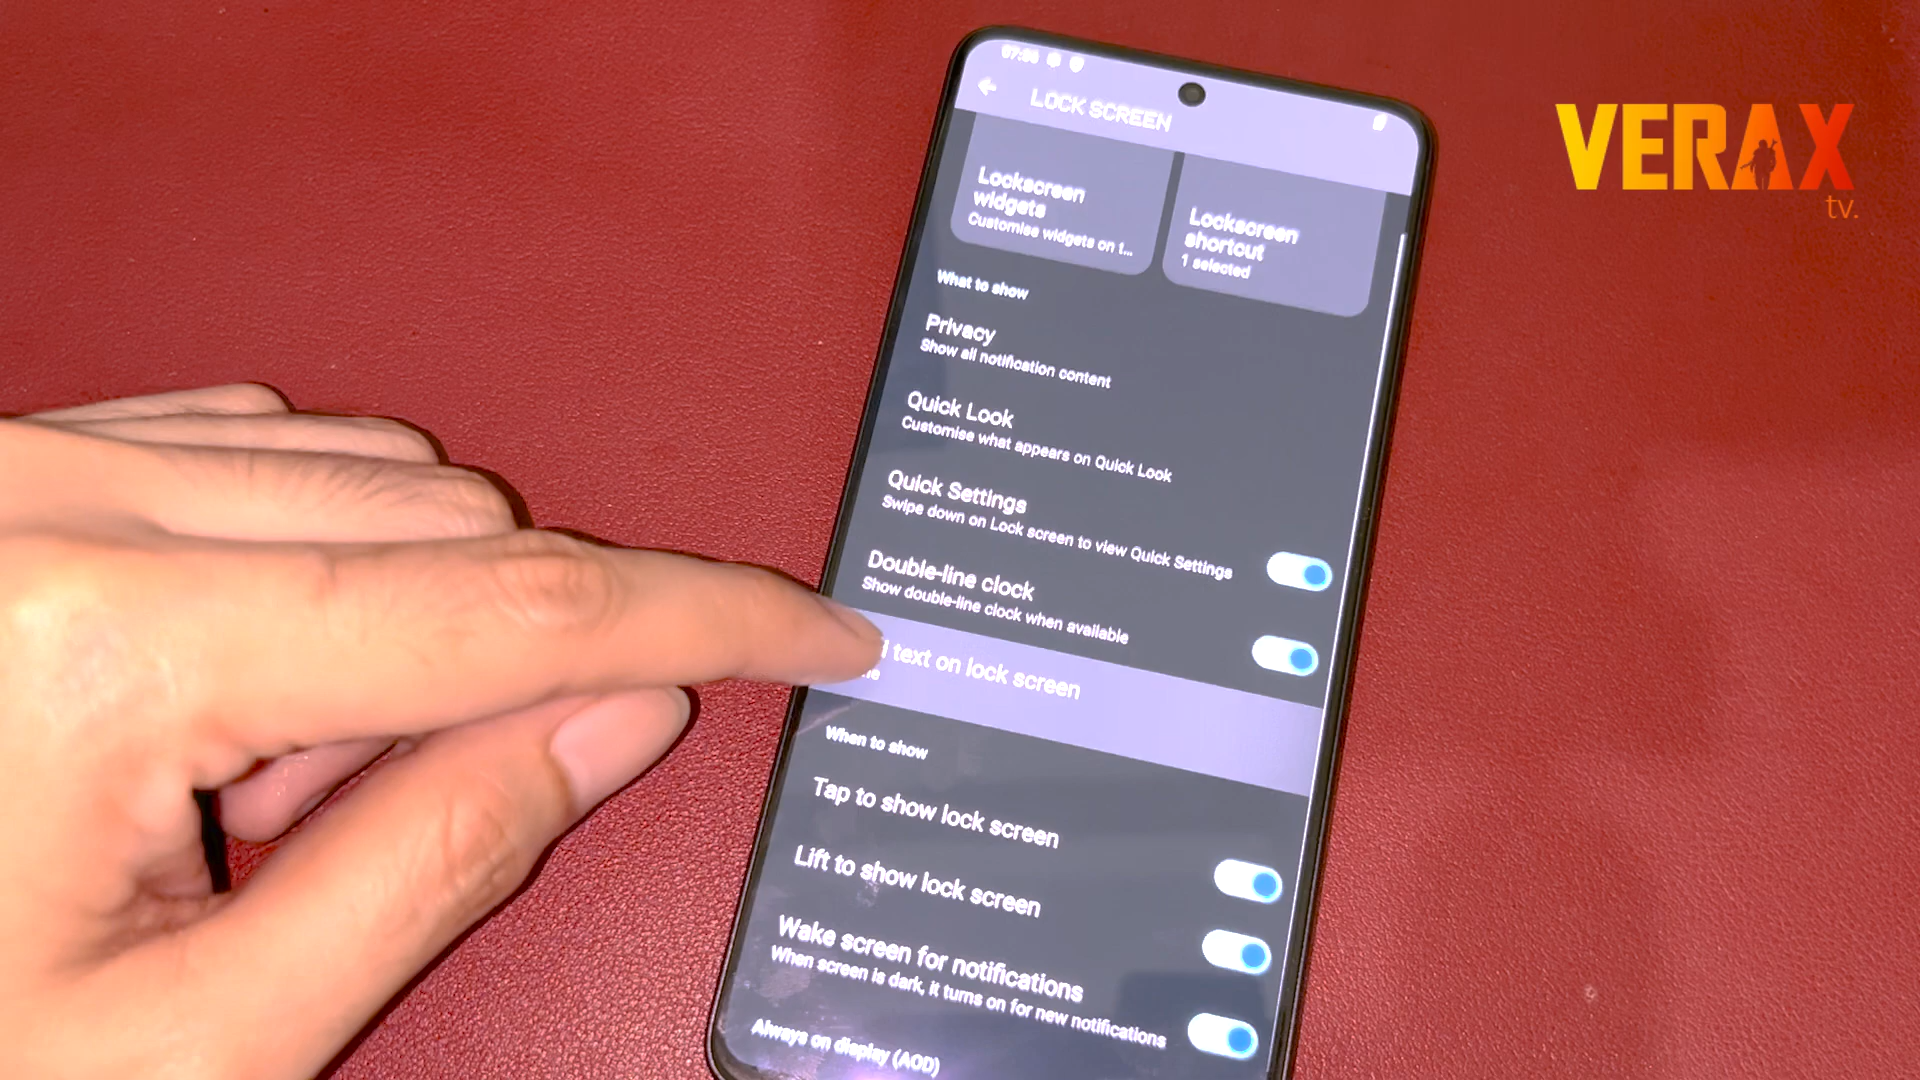 VERAX
tv.
LOCK SCREEN
Lockscreen
widgets
Customise widgets on t...
Lockscreen
shortcut
1 selected
What to show
Privacy
Show all notification content
Quick Look
Customise what appears on Quick Look
Quick Settings
Swipe down on Lock screen to view Quick Settings
Double-line clock
Show double-line clock when available
text on lock screen
When to show
Tap to show lock screen
Lift to show lock screen
Wake screen for notifications
When screen is dark, it turns on for new notifications
Always on display (AOD)